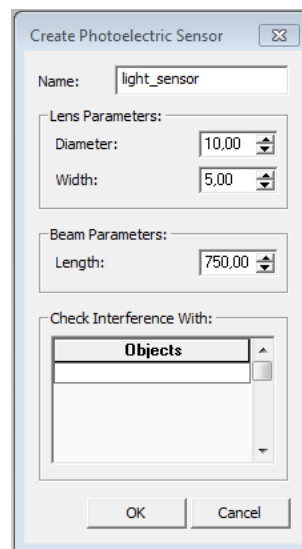 Create Photoelectric Sensor
Name: light_sensor
Lens Parameters:
Diameter: 10,00
Width: 5,00
Beam Parameters:
Length: 750,00
Check Interference With:
Objects
OK Cancel